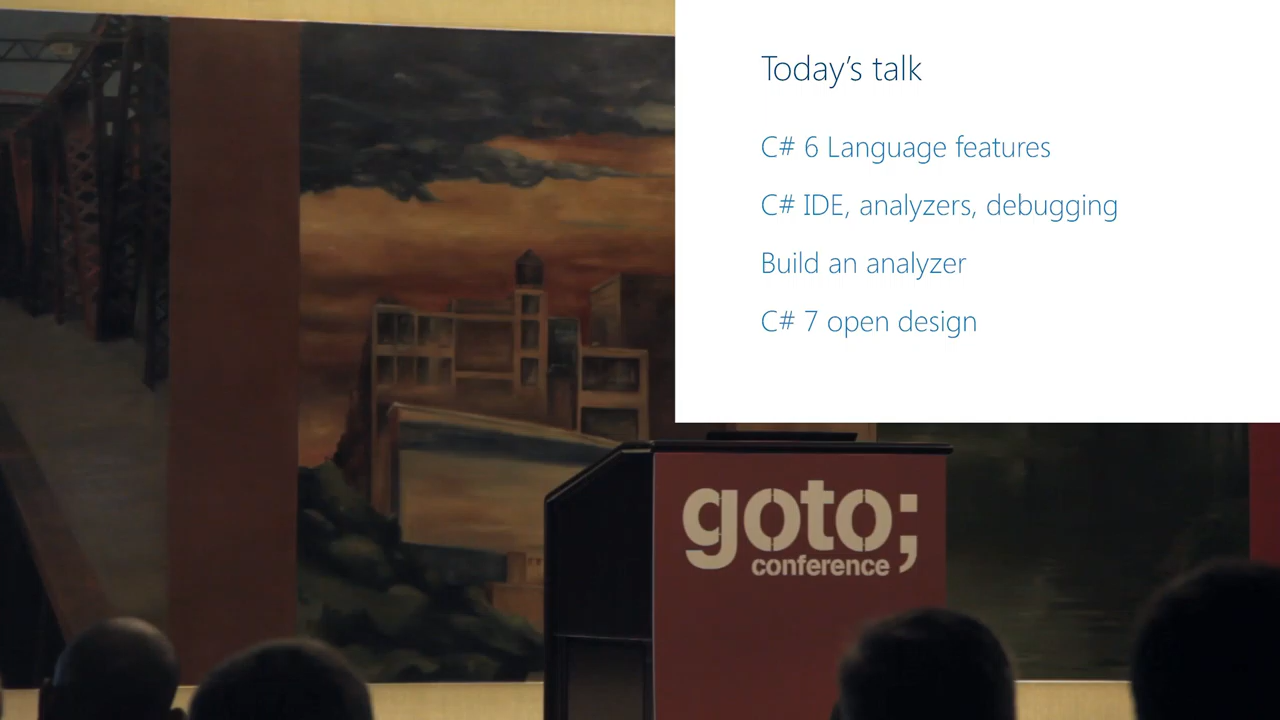 Today's talk
C# 6 Language features
C# IDE, analyzers, debugging
Build an analyzer
C# 7 open design
goto;
conference